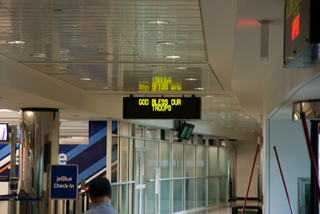 GOD BLESS OUR
TROOPS
jetBlue
Check-in